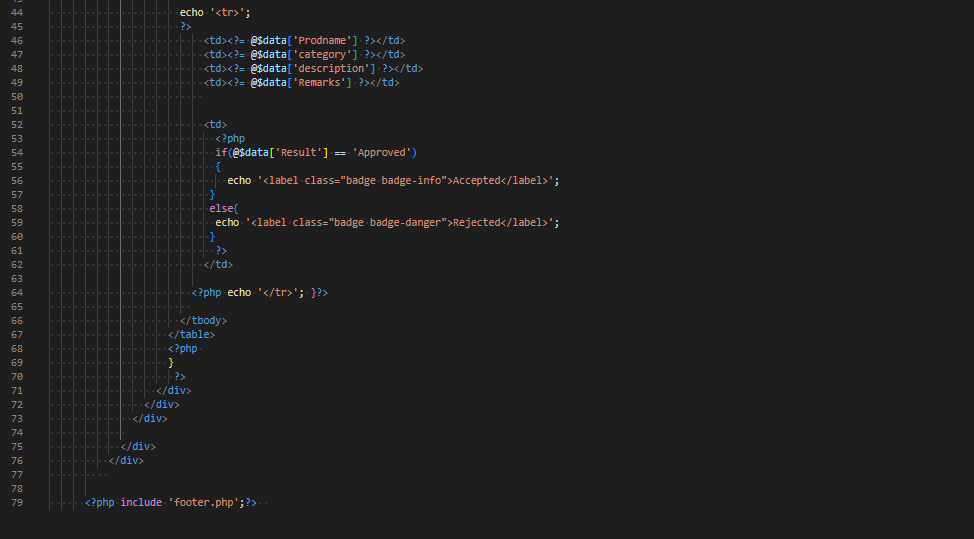 44 echo '<tr>';
45 ?>
46 <td><?= @$data['Prodname'] ?></td>
47 <td><?= @$data['category'] ?></td>
48 <td><?= @$data['description'] ?></td>
49 <td><?= @$data['Remarks'] ?></td>
50
51
52 <td>
53 <?php
54 if(@$data['Result'] == 'Approved')
55 {
56 echo '<label class="badge badge-info">Accepted</label>';
57 }
58 else{
59 echo '<label class="badge badge-danger">Rejected</label>';
60 }
61 ?>
62 </td>
63
64 <?php echo '</tr>'; }?>
65
66 </tbody>
67 </table>
68 <?php
69 }
70 ?>
71 </div>
72 </div>
73 </div>
74
75 </div>
76 </div>
77
78
79 <?php include 'footer.php';?>